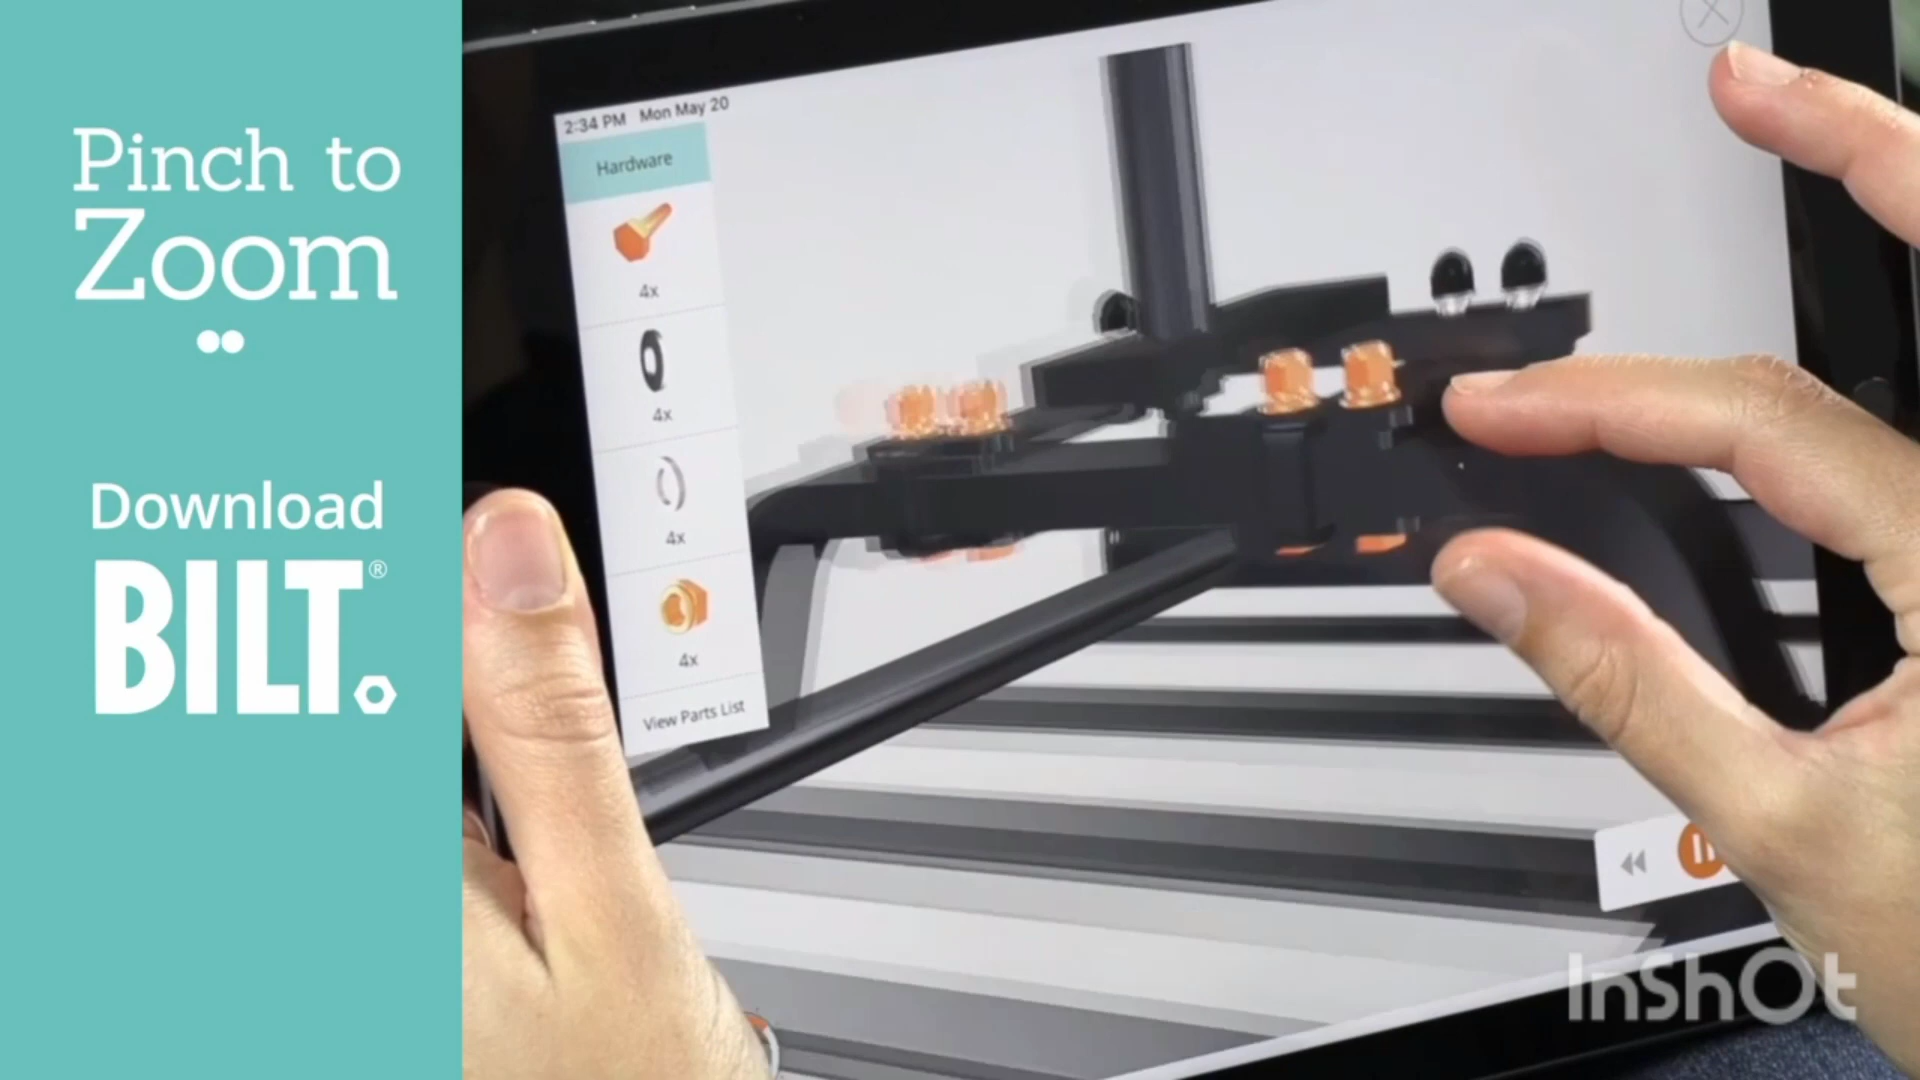 Pinch to
Zoom
Download
BILT®
2:34 PM Mon May 20
Hardware
4x
4x
4x
4x
View Parts List
InShOt